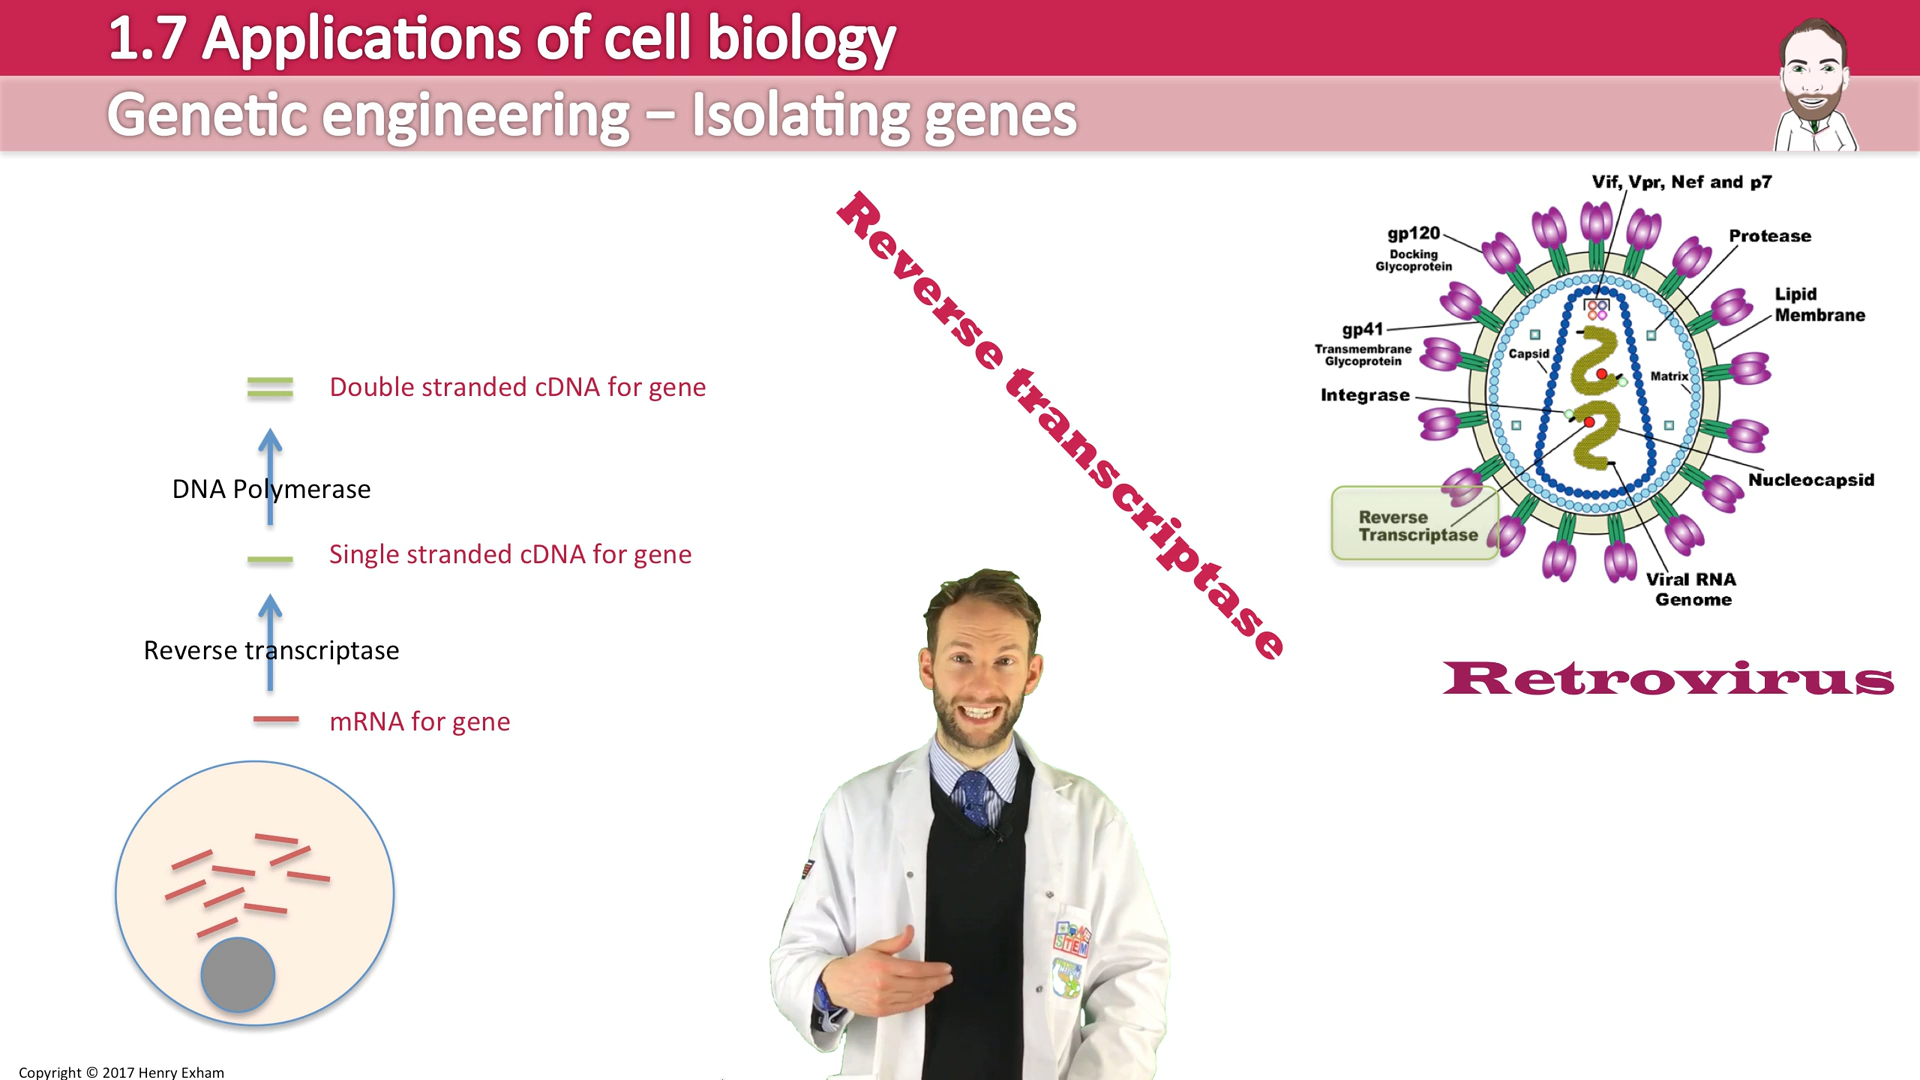 1.7 Applications of cell biology
Genetic engineering – Isolating genes
Double stranded cDNA for gene
DNA Polymerase
Single stranded cDNA for gene
Reverse transcriptase
mRNA for gene
Reverse transcriptase
Vif, Vpr, Nef and p7
gp120
Docking
Glycoprotein
Protease
Lipid
Membrane
gp41
Transmembrane
Glycoprotein
Capsid
Matrix
Integrase
Nucleocapsid
Reverse
Transcriptase
Viral RNA
Genome
Retrovirus
STEM
Copyright © 2017 Henry Exham